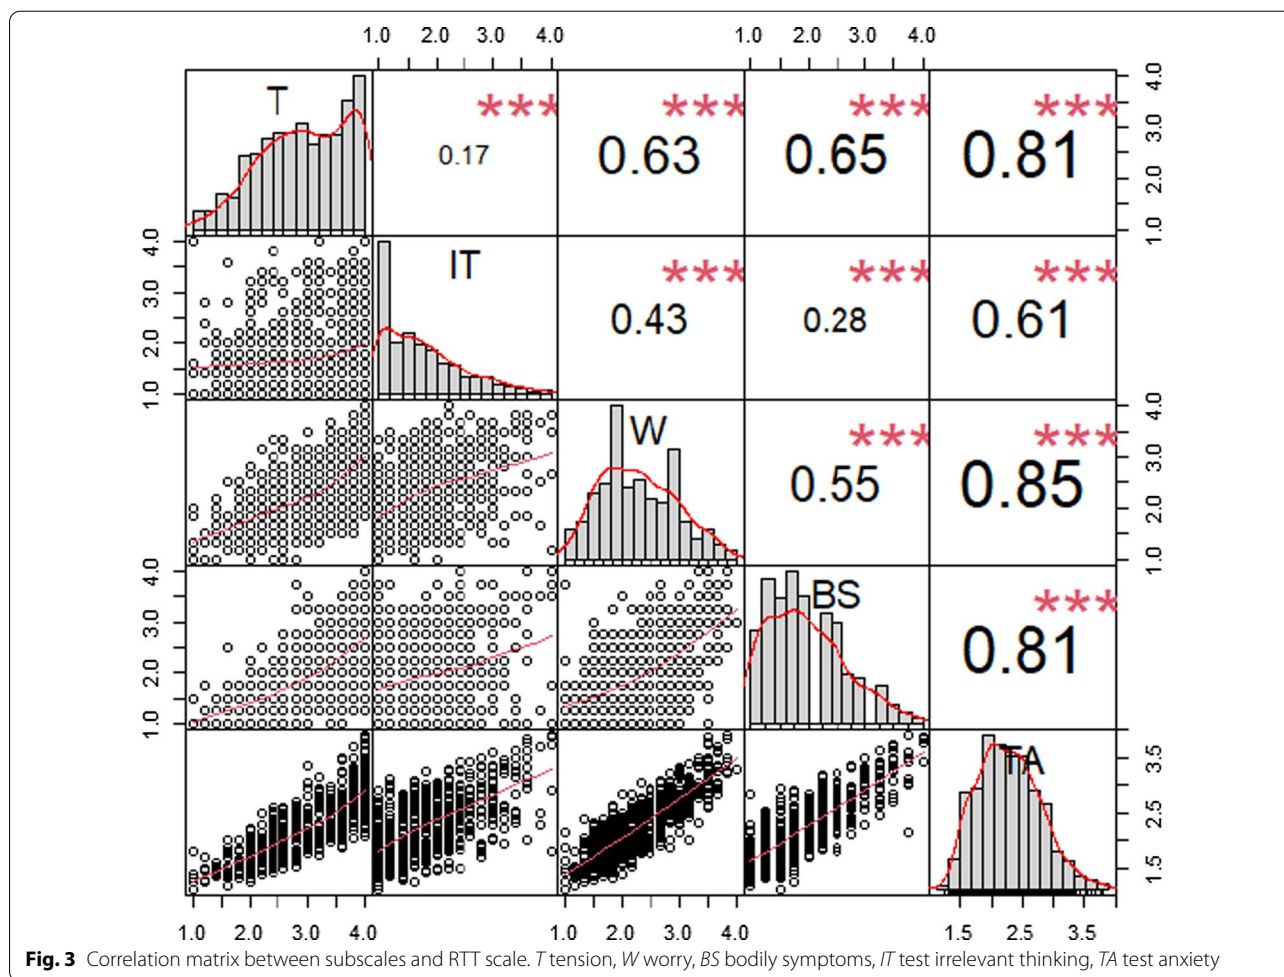 1.0 2.0 3.0 4.0 1.0 2.0 3.0 4.0
T *** 0.17 *** 0.63 *** 0.65 *** 0.81 1.0 2.0 3.0 4.0
1.0 2.0 3.0 4.0 IT *** 0.43 *** 0.28 *** 0.61
W *** 0.55 *** 0.85 1.0 2.0 3.0 4.0
1.0 2.0 3.0 4.0 BS *** 0.81
TA 1.5 2.5 3.5
1.0 2.0 3.0 4.0 1.0 2.0 3.0 4.0 1.5 2.5 3.5
Fig. 3 Correlation matrix between subscales and RTT scale. T tension, W worry, BS bodily symptoms, IT test irrelevant thinking, TA test anxiety